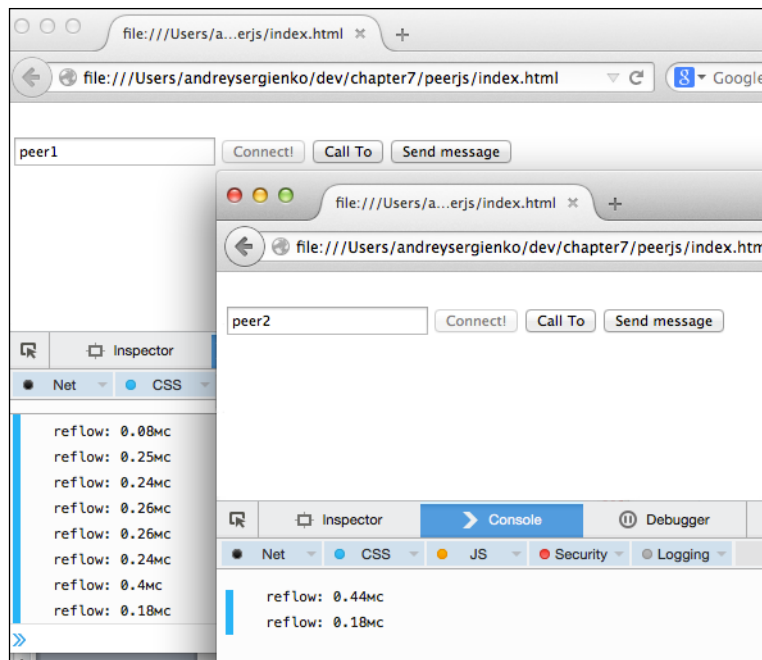 file:///Users/a...erjs/index.html
file:///Users/andreysergienko/dev/chapter7/peerjs/index.html
Google
peer1 Connect! Call To Send message
Inspector
Net CSS
reflow: 0.08мс
reflow: 0.25мс
reflow: 0.24мс
reflow: 0.26мс
reflow: 0.26мс
reflow: 0.24мс
reflow: 0.4мс
reflow: 0.18мс
file:///Users/a...erjs/index.html
file:///Users/andreysergienko/dev/chapter7/peerjs/index.htm
peer2 Connect! Call To Send message
Inspector Console Debugger
Net CSS JS Security Logging
reflow: 0.44мс
reflow: 0.18мс